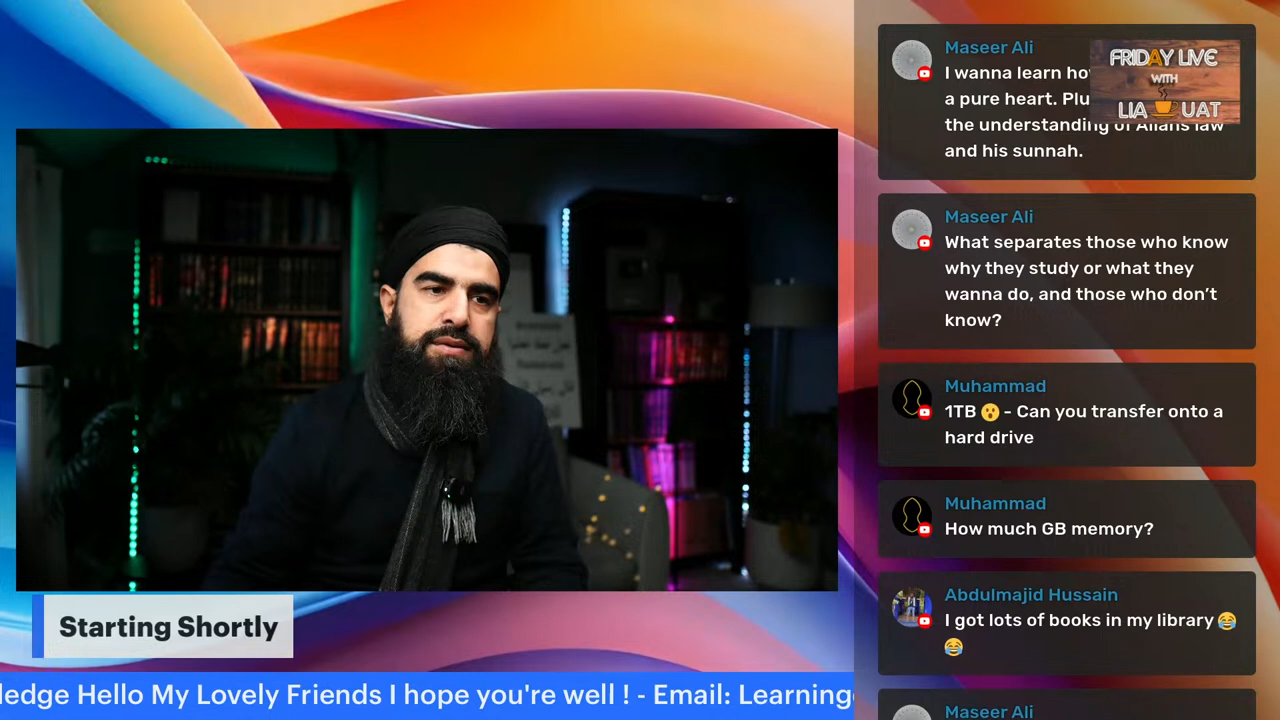 Maseer Ali
I wanna learn ho
a pure heart. Plu
the understanding of Allahs law
and his sunnah.
FRIDAY LIVE
WITH
LIA UAT
Maseer Ali
What separates those who know
why they study or what they
wanna do, and those who don't
know?
Muhammad
1TB 😮 - Can you transfer onto a
hard drive
Muhammad
How much GB memory?
Abdulmajid Hussain
I got lots of books in my library 😂
😂
Maseer Ali
Starting Shortly
ledge Hello My Lovely Friends I hope you're well ! - Email: Learning